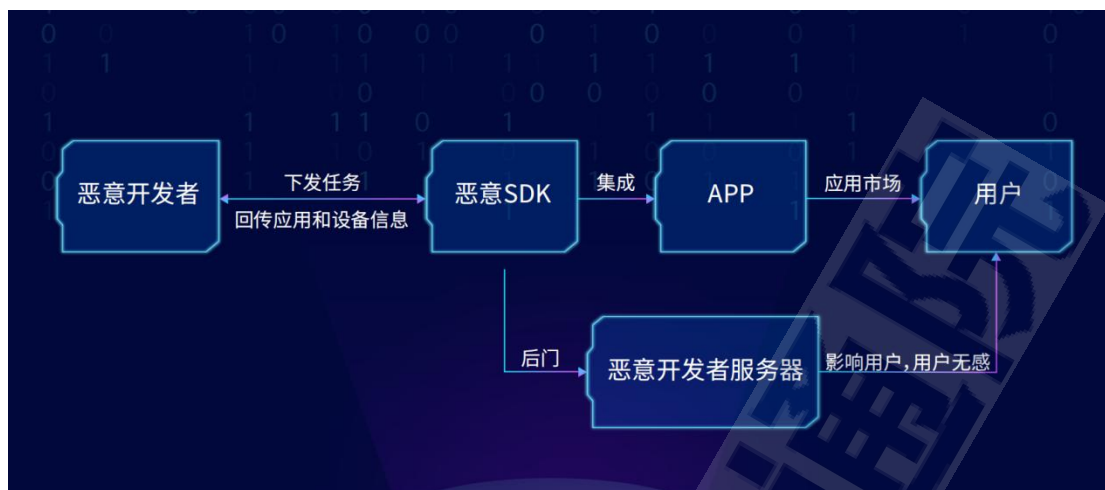 恶意开发者
下发任务
回传应用和设备信息
恶意SDK
集成
APP
应用市场
用户
后门
恶意开发者服务器
影响用户,用户无感